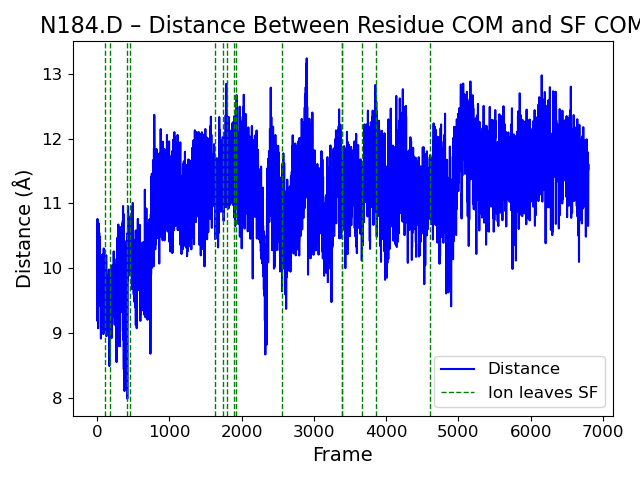 N184.D – Distance Between Residue COM and SF COM
Distance (Å)
13
12
11
10
9
8
0 1000 2000 3000 4000 5000 6000 7000
Frame
Distance
Ion leaves SF